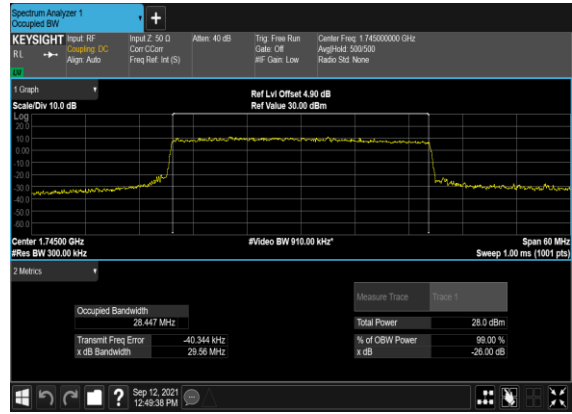 Spectrum Analyzer 1
Occupied BW
+
KEYSIGHT Input: RF Input Z: 50 Ω Atten: 40 dB Trig: Free Run Center Freq: 1.745000000 GHz
RL Coupling: DC Corr CCorr Gate: Off Avg|Hold: 500/500
Align: Auto Freq Ref: Int (S) #IF Gain: Low Radio Std: None
LW
1 Graph
Ref Lvl Offset 4.90 dB
Scale/Div 10.0 dB Ref Value 30.00 dBm
Log
20.0
10.0
0.00
-10.0
-20.0
-30.0
-40.0
-50.0
-60.0
Center 1.74500 GHz #Video BW 910.00 kHz* Span 60 MHz
#Res BW 300.00 kHz Sweep 1.00 ms (1001 pts)
2 Metrics
Measure Trace Trace 1
Occupied Bandwidth
28.447 MHz Total Power 28.0 dBm
Transmit Freq Error -40.344 kHz % of OBW Power 99.00 %
x dB Bandwidth 29.56 MHz x dB -26.00 dB
? Sep 12, 2021
12:49:38 PM